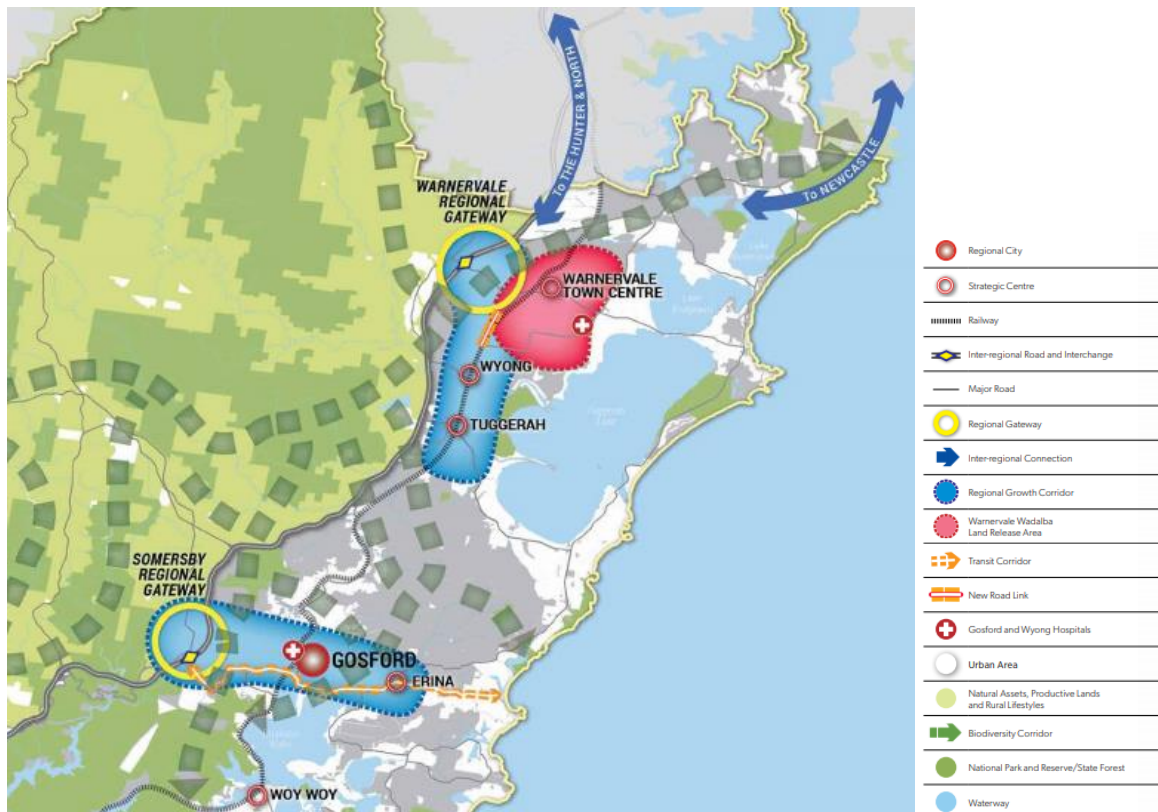 To THE HUNTER & NORTH
To NEWCASTLE
WARNERVALE
REGIONAL
GATEWAY
WARNERVALE
TOWN CENTRE
WYONG
TUGGERAH
SOMERSBY
REGIONAL
GATEWAY
GOSFORD
ERINA
WOY WOY
Regional City
Strategic Centre
Railway
Inter-regional Road and Interchange
Major Road
Regional Gateway
Inter-regional Connection
Regional Growth Corridor
Warnervale Wadalba
Land Release Area
Transit Corridor
New Road Link
Gosford and Wyong Hospitals
Urban Area
Natural Assets, Productive Lands
and Rural Lifestyles
Biodiversity Corridor
National Park and Reserve/State Forest
Waterway